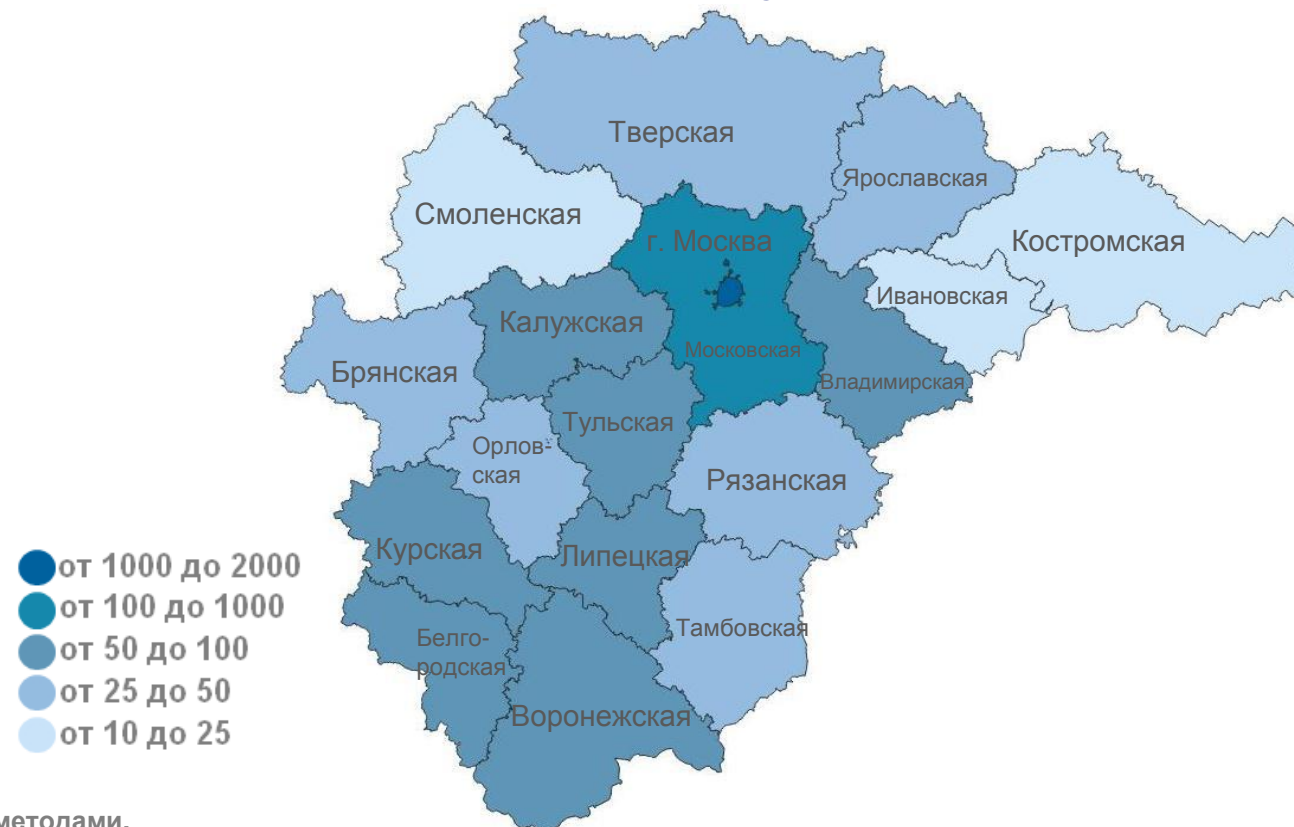 Тверская
Ярославская
Смоленская
г. Москва
Костромская
Ивановская
Калужская
Московская
Брянская
Владимирская
Тульская
Орлов-
ская
Рязанская
Курская
Липецкая
Тамбовская
Белго-
родская
Воронежская
от 1000 до 2000
от 100 до 1000
от 50 до 100
от 25 до 50
от 10 до 25
методами.